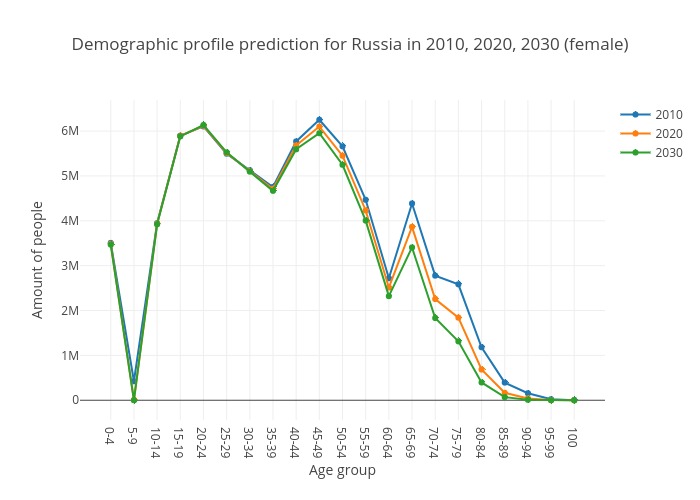 Demographic profile prediction for Russia in 2010, 2020, 2030 (female)
2010
2020
2030
6M
5M
4M
3M
2M
1M
0
Amount of people
0-4
5-9
10-14
15-19
20-24
25-29
30-34
35-39
40-44
45-49
50-54
55-59
60-64
65-69
70-74
75-79
80-84
85-89
90-94
95-99
100
Age group